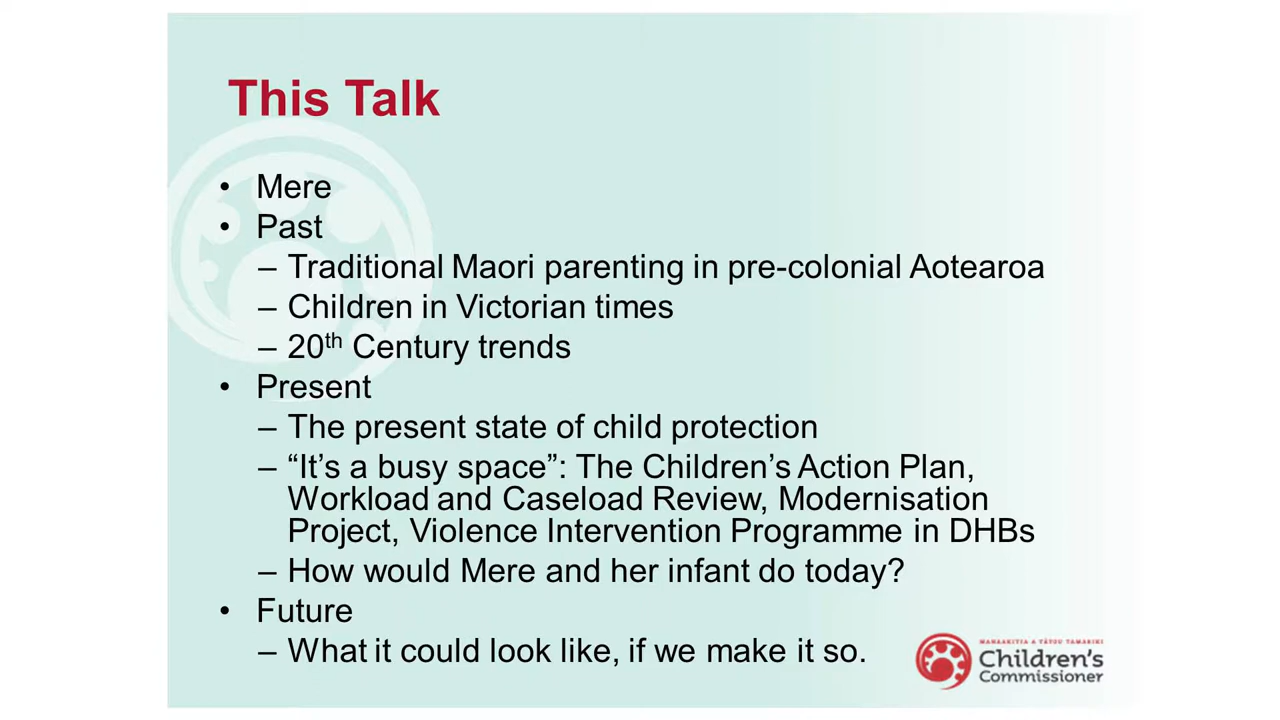 This Talk
• Mere
• Past
– Traditional Maori parenting in pre-colonial Aotearoa
– Children in Victorian times
– 20th Century trends
• Present
– The present state of child protection
– “It’s a busy space”: The Children’s Action Plan,
Workload and Caseload Review, Modernisation
Project, Violence Intervention Programme in DHBs
– How would Mere and her infant do today?
• Future
– What it could look like, if we make it so.
MANAAKITIA A TĀTOU TAMARIKI
Children’s
Commissioner